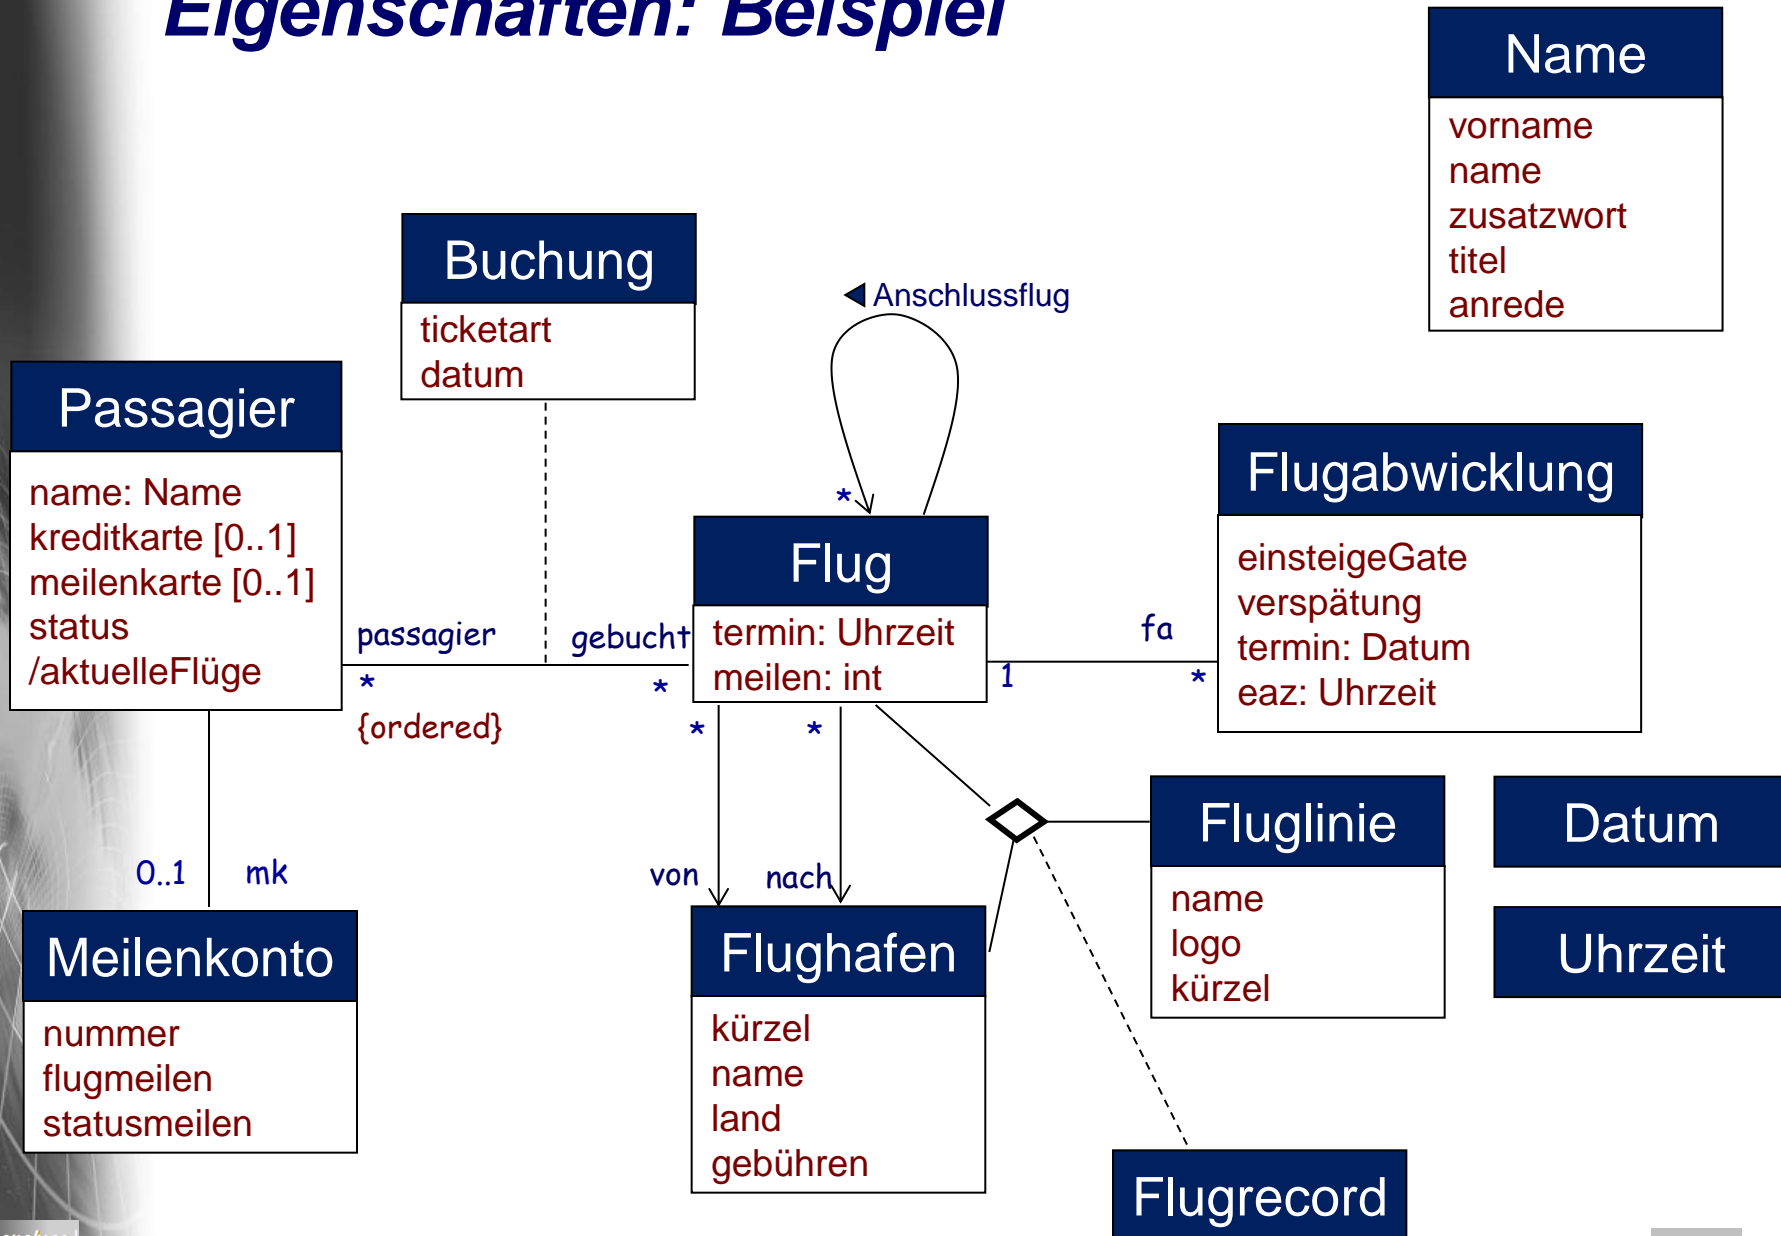 Eigenschaften: Beispiel
Name
vorname
name
zusatzwort
titel
anrede
Buchung
ticketart
datum
Anschlussflug
*
Passagier
name: Name
kreditkarte [0..1]
meilenkarte [0..1]
status
/aktuelleFlüge
passagier
gebucht
*
*
{ordered}
Flug
termin: Uhrzeit
meilen: int
fa
1
*
Flugabwicklung
einsteigeGate
verspätung
termin: Datum
eaz: Uhrzeit
*
*
von
nach
0..1
mk
Meilenkonto
nummer
flugmeilen
statusmeilen
Flughafen
kürzel
name
land
gebühren
Fluglinie
name
logo
kürzel
Datum
Uhrzeit
Flugrecord